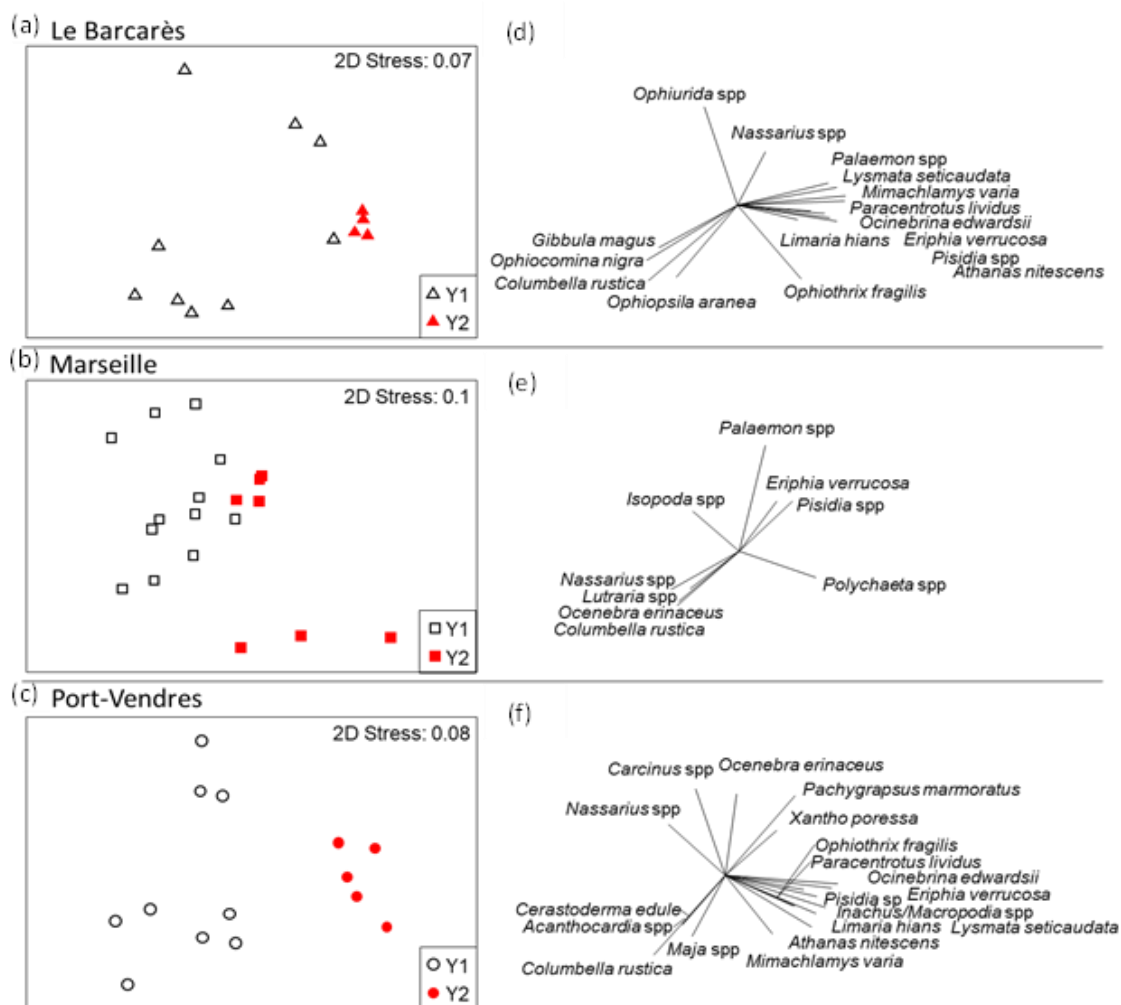 (a) Le Barcarès
2D Stress: 0.07
Y1
Y2
(d)
Ophiurida spp
Nassarius spp
Palaemon spp
Lysmata seticaudata
Mimachlamys varia
Paracentrotus lividus
Ocinebrina edwardsii
Gibbula magus
Limaria hians Eriphia verrucosa
Ophiocomina nigra
Pisidia spp
Athanas nitescens
Columbella rustica
Ophiopsila aranea
Ophiothrix fragilis
(b) Marseille
2D Stress: 0.1
Y1
Y2
(e)
Palaemon spp
Eriphia verrucosa
Isopoda spp
Pisidia spp
Nassarius spp
Polychaeta spp
Lutraria spp
Ocenebra erinaceus
Columbella rustica
(c) Port-Vendres
2D Stress: 0.08
Y1
Y2
(f)
Carcinus spp
Ocenebra erinaceus
Pachygrapsus marmoratus
Nassarius spp
Xantho poressa
Ophiothrix fragilis
Paracentrotus lividus
Ocinebrina edwardsii
Pisidia sp
Eriphia verrucosa
Cerastoderma edule
Inachus/Macropodia spp
Acanthocardia spp
Limaria hians
Lysmata seticaudata
Maja spp
Athanas nitescens
Columbella rustica
Mimachlamys varia